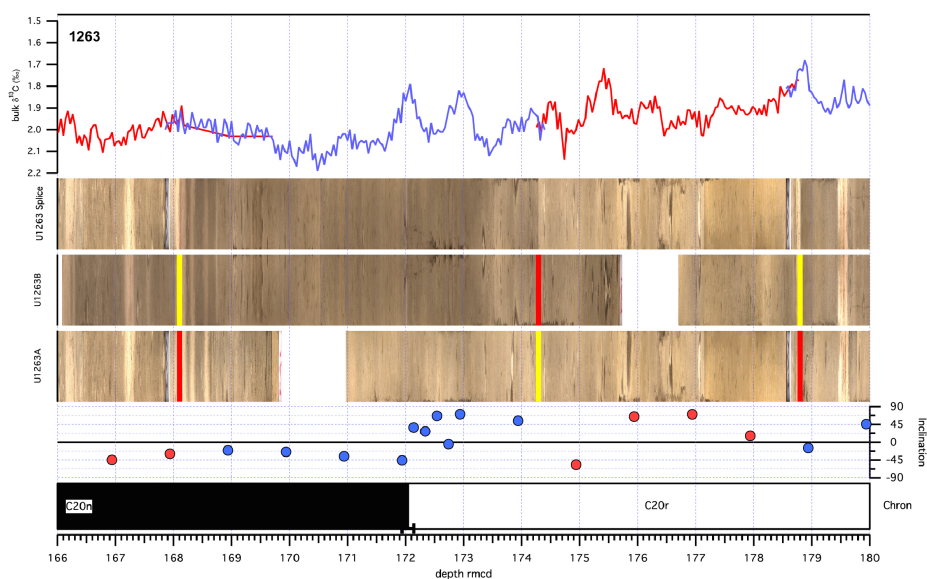 1263
1.5
1.6
1.7
1.8
1.9
2.0
2.1
2.2
bulk δ¹³C (‰)
U1263 Splice
U1263B
U1263A
90
45
0
-45
-90
Inclination
C20n
C20r
Chron
166 167 168 169 170 171 172 173 174 175 176 177 178 179 180
depth rmcd